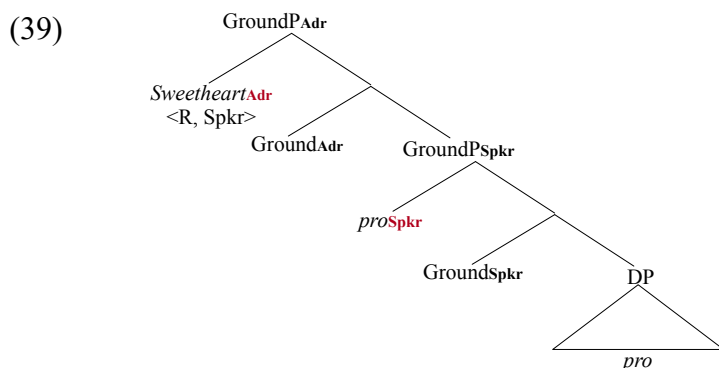 (39)
GroundPAdr
SweetheartAdr
<R, Spkr>
GroundAdr
GroundPSpkr
proSpkr
GroundSpkr
DP
pro